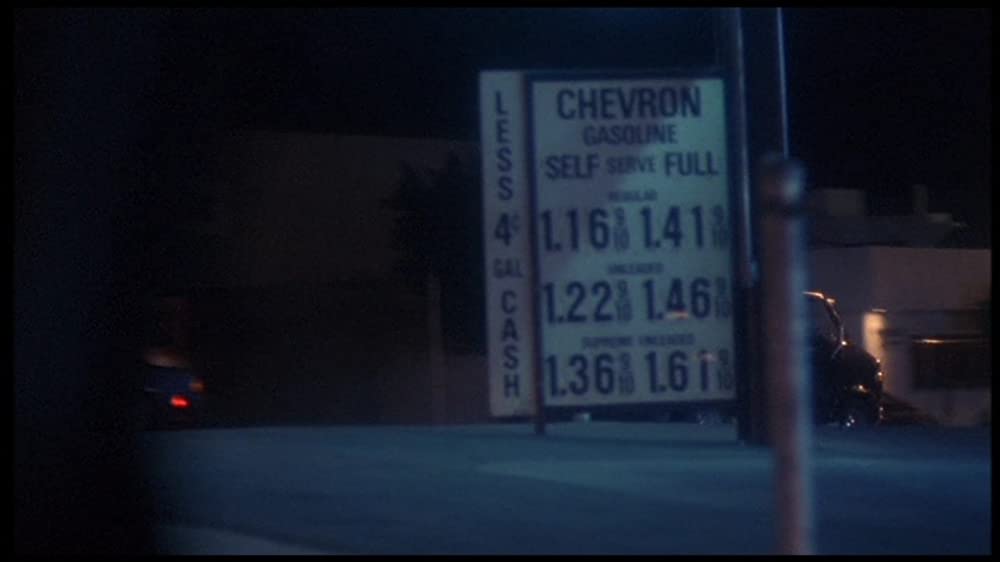 LESS 4¢ GAL CASH
CHEVRON
GASOLINE
SELF SERVE FULL
REGULAR
1.16 9/10 1.41 9/10
UNLEADED
1.22 9/10 1.46 9/10
SUPREME UNLEADED
1.36 9/10 1.61 9/10